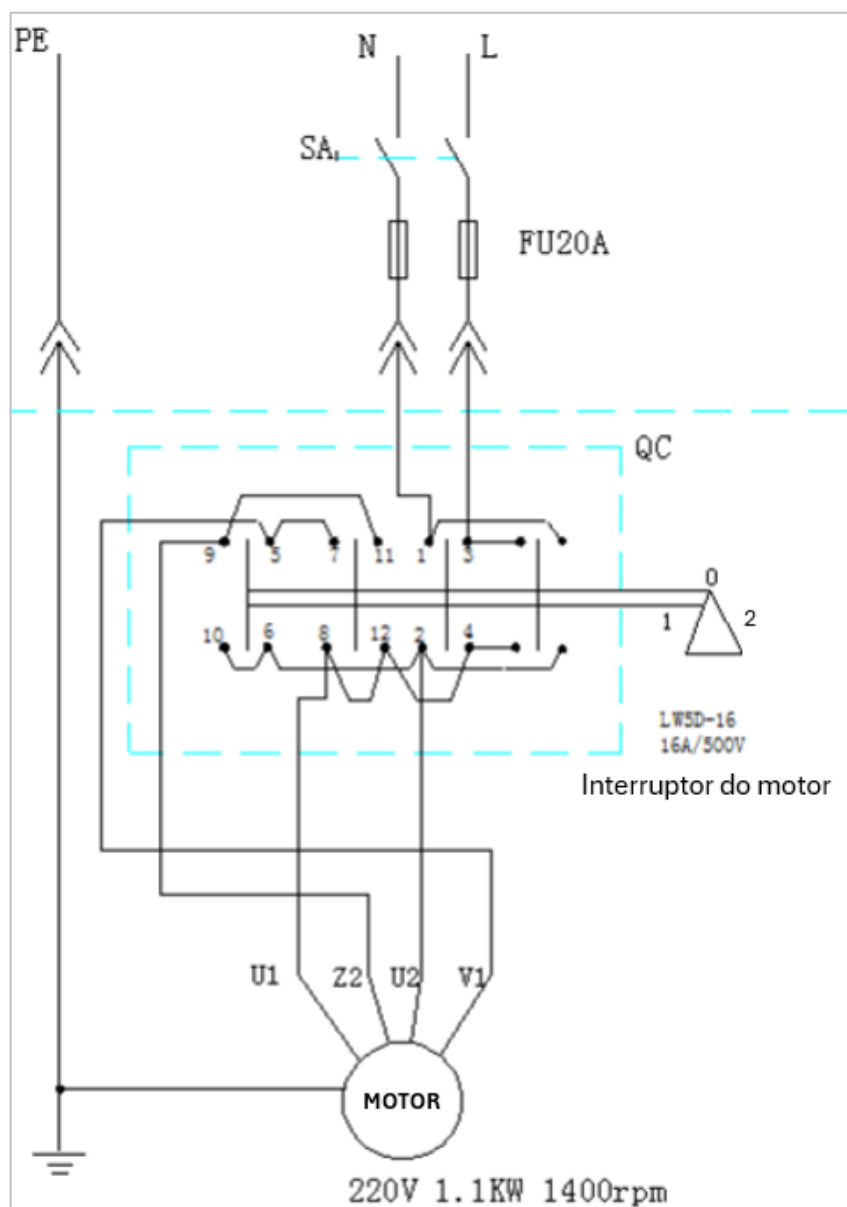 PE
N
L
SA
FU20A
QC
9 5 7 11 1 3
0
1 2
10 6 8 12 2 4
LW5D-16
16A/500V
Interruptor do motor
U1 Z2 U2 V1
MOTOR
220V 1.1KW 1400rpm